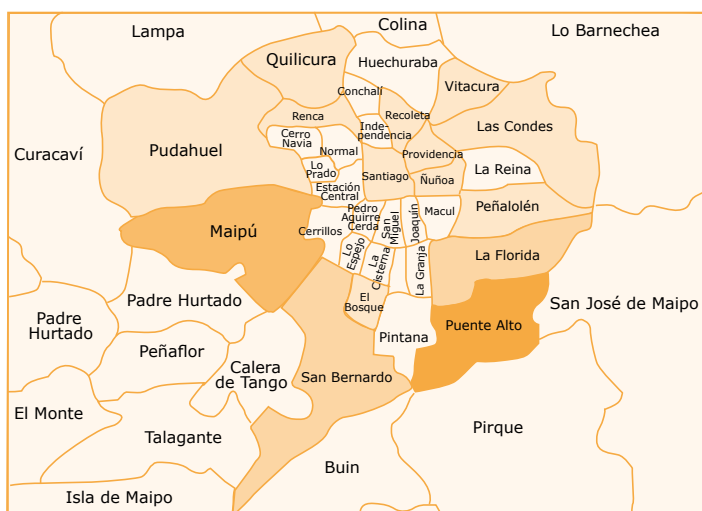 Colina
Lampa
Lo Barnechea
Quilicura
Huechuraba
Conchalí
Vitacura
Renca
Recoleta
Inde-
pendencia
Las Condes
Cerro
Navia
Normal
Curacaví
Pudahuel
Providencia
Lo
Prado
La Reina
Santiago
Ñuñoa
Estación
Central
Peñalolén
Pedro
Aguirre
Cerda
San
Miguel
Joaquín
Macul
Maipú
Cerrillos
Lo
Espejo
La
Cisterna
La Granja
La Florida
Padre Hurtado
El
Bosque
San José de Maipo
Padre
Hurtado
Puente Alto
Pintana
Peñaflor
Calera
de Tango
San Bernardo
El Monte
Talagante
Pirque
Buin
Isla de Maipo